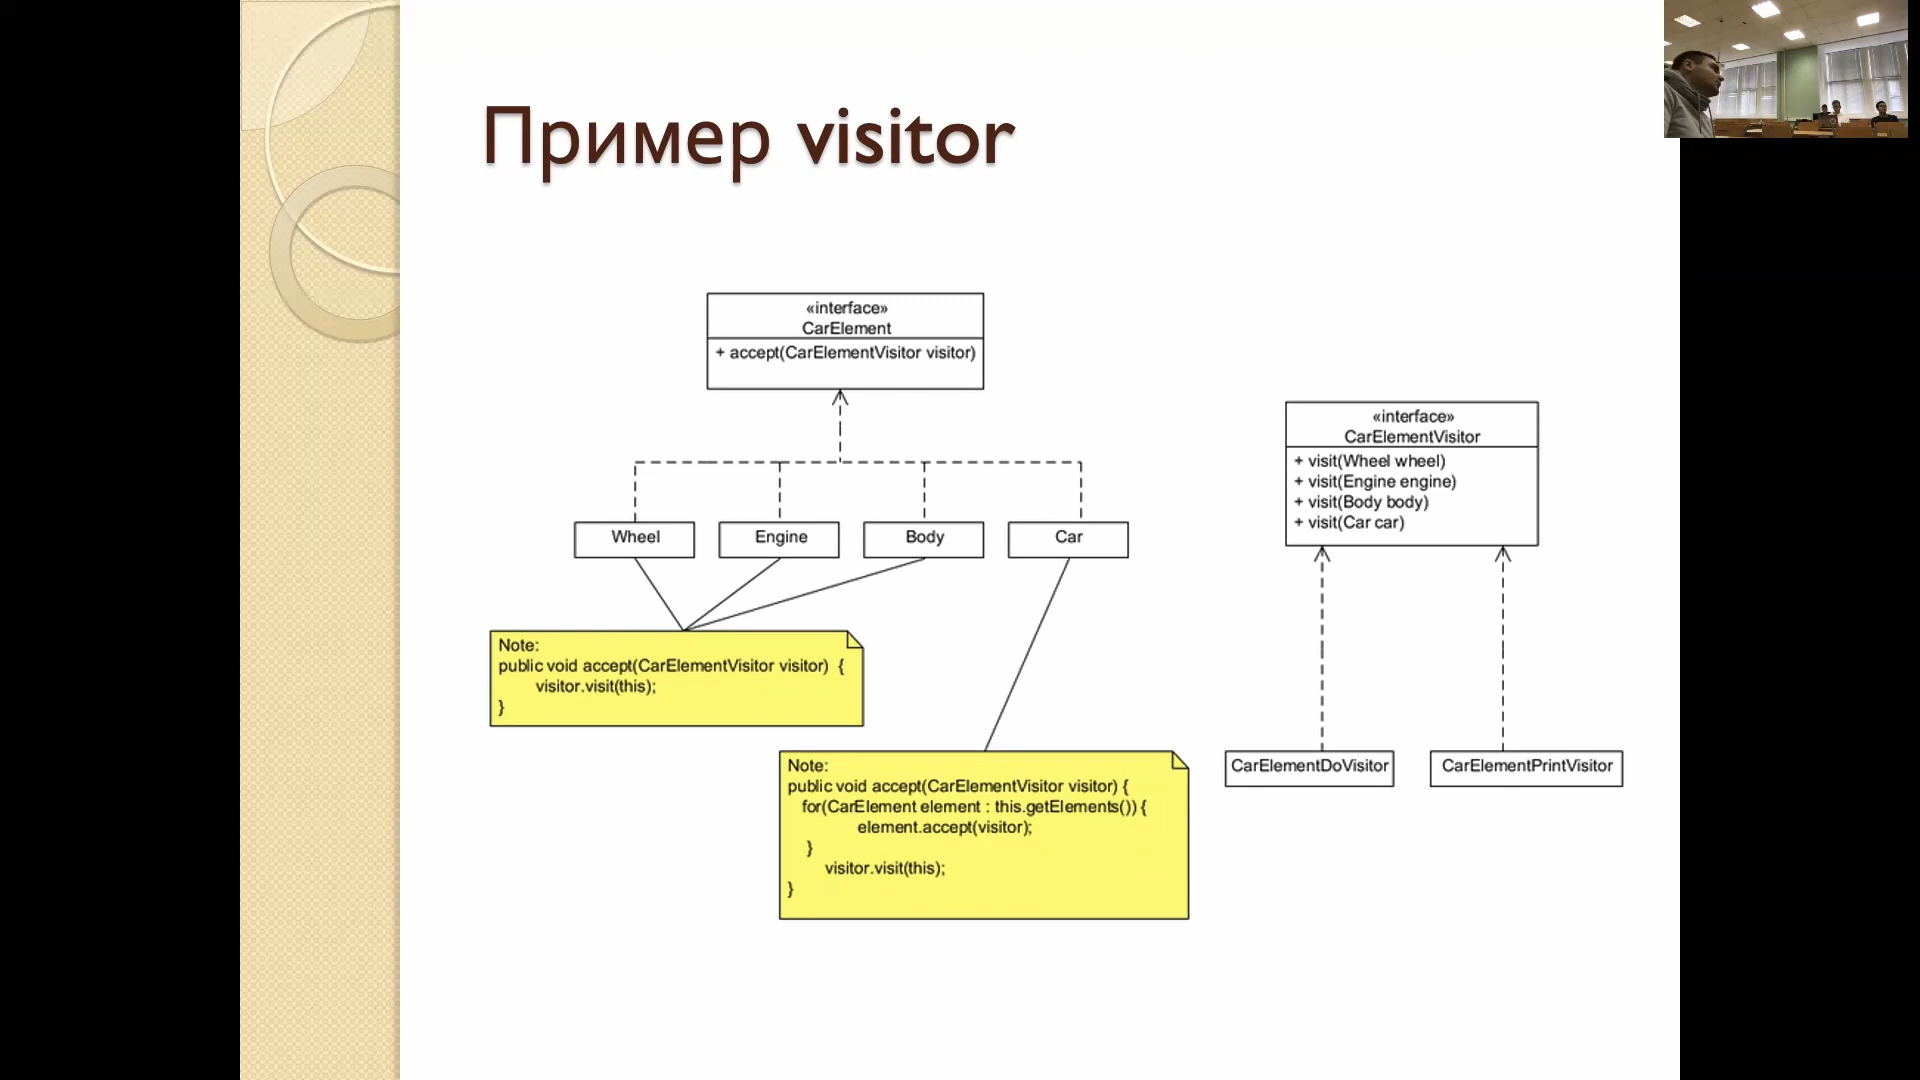 Пример visitor
«interface»
CarElement
+ accept(CarElementVisitor visitor)
«interface»
CarElementVisitor
+ visit(Wheel wheel)
+ visit(Engine engine)
+ visit(Body body)
+ visit(Car car)
Wheel
Engine
Body
Car
Note:
public void accept(CarElementVisitor visitor) {
visitor.visit(this);
}
Note:
public void accept(CarElementVisitor visitor) {
for(CarElement element : this.getElements()) {
element.accept(visitor);
}
visitor.visit(this);
}
CarElementDoVisitor
CarElementPrintVisitor